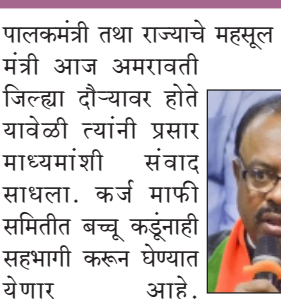 पालकमंत्री तथा राज्याचे महसूल
मंत्री आज अमरावती
जिल्ह्या दौऱ्यावर होते
यावेळी त्यांनी प्रसार
माध्यमांशी संवाद
साधला. कर्ज माफी
समितीत बच्चू कडूंनाही
सहभागी करून घेण्यात
येणार आहे.